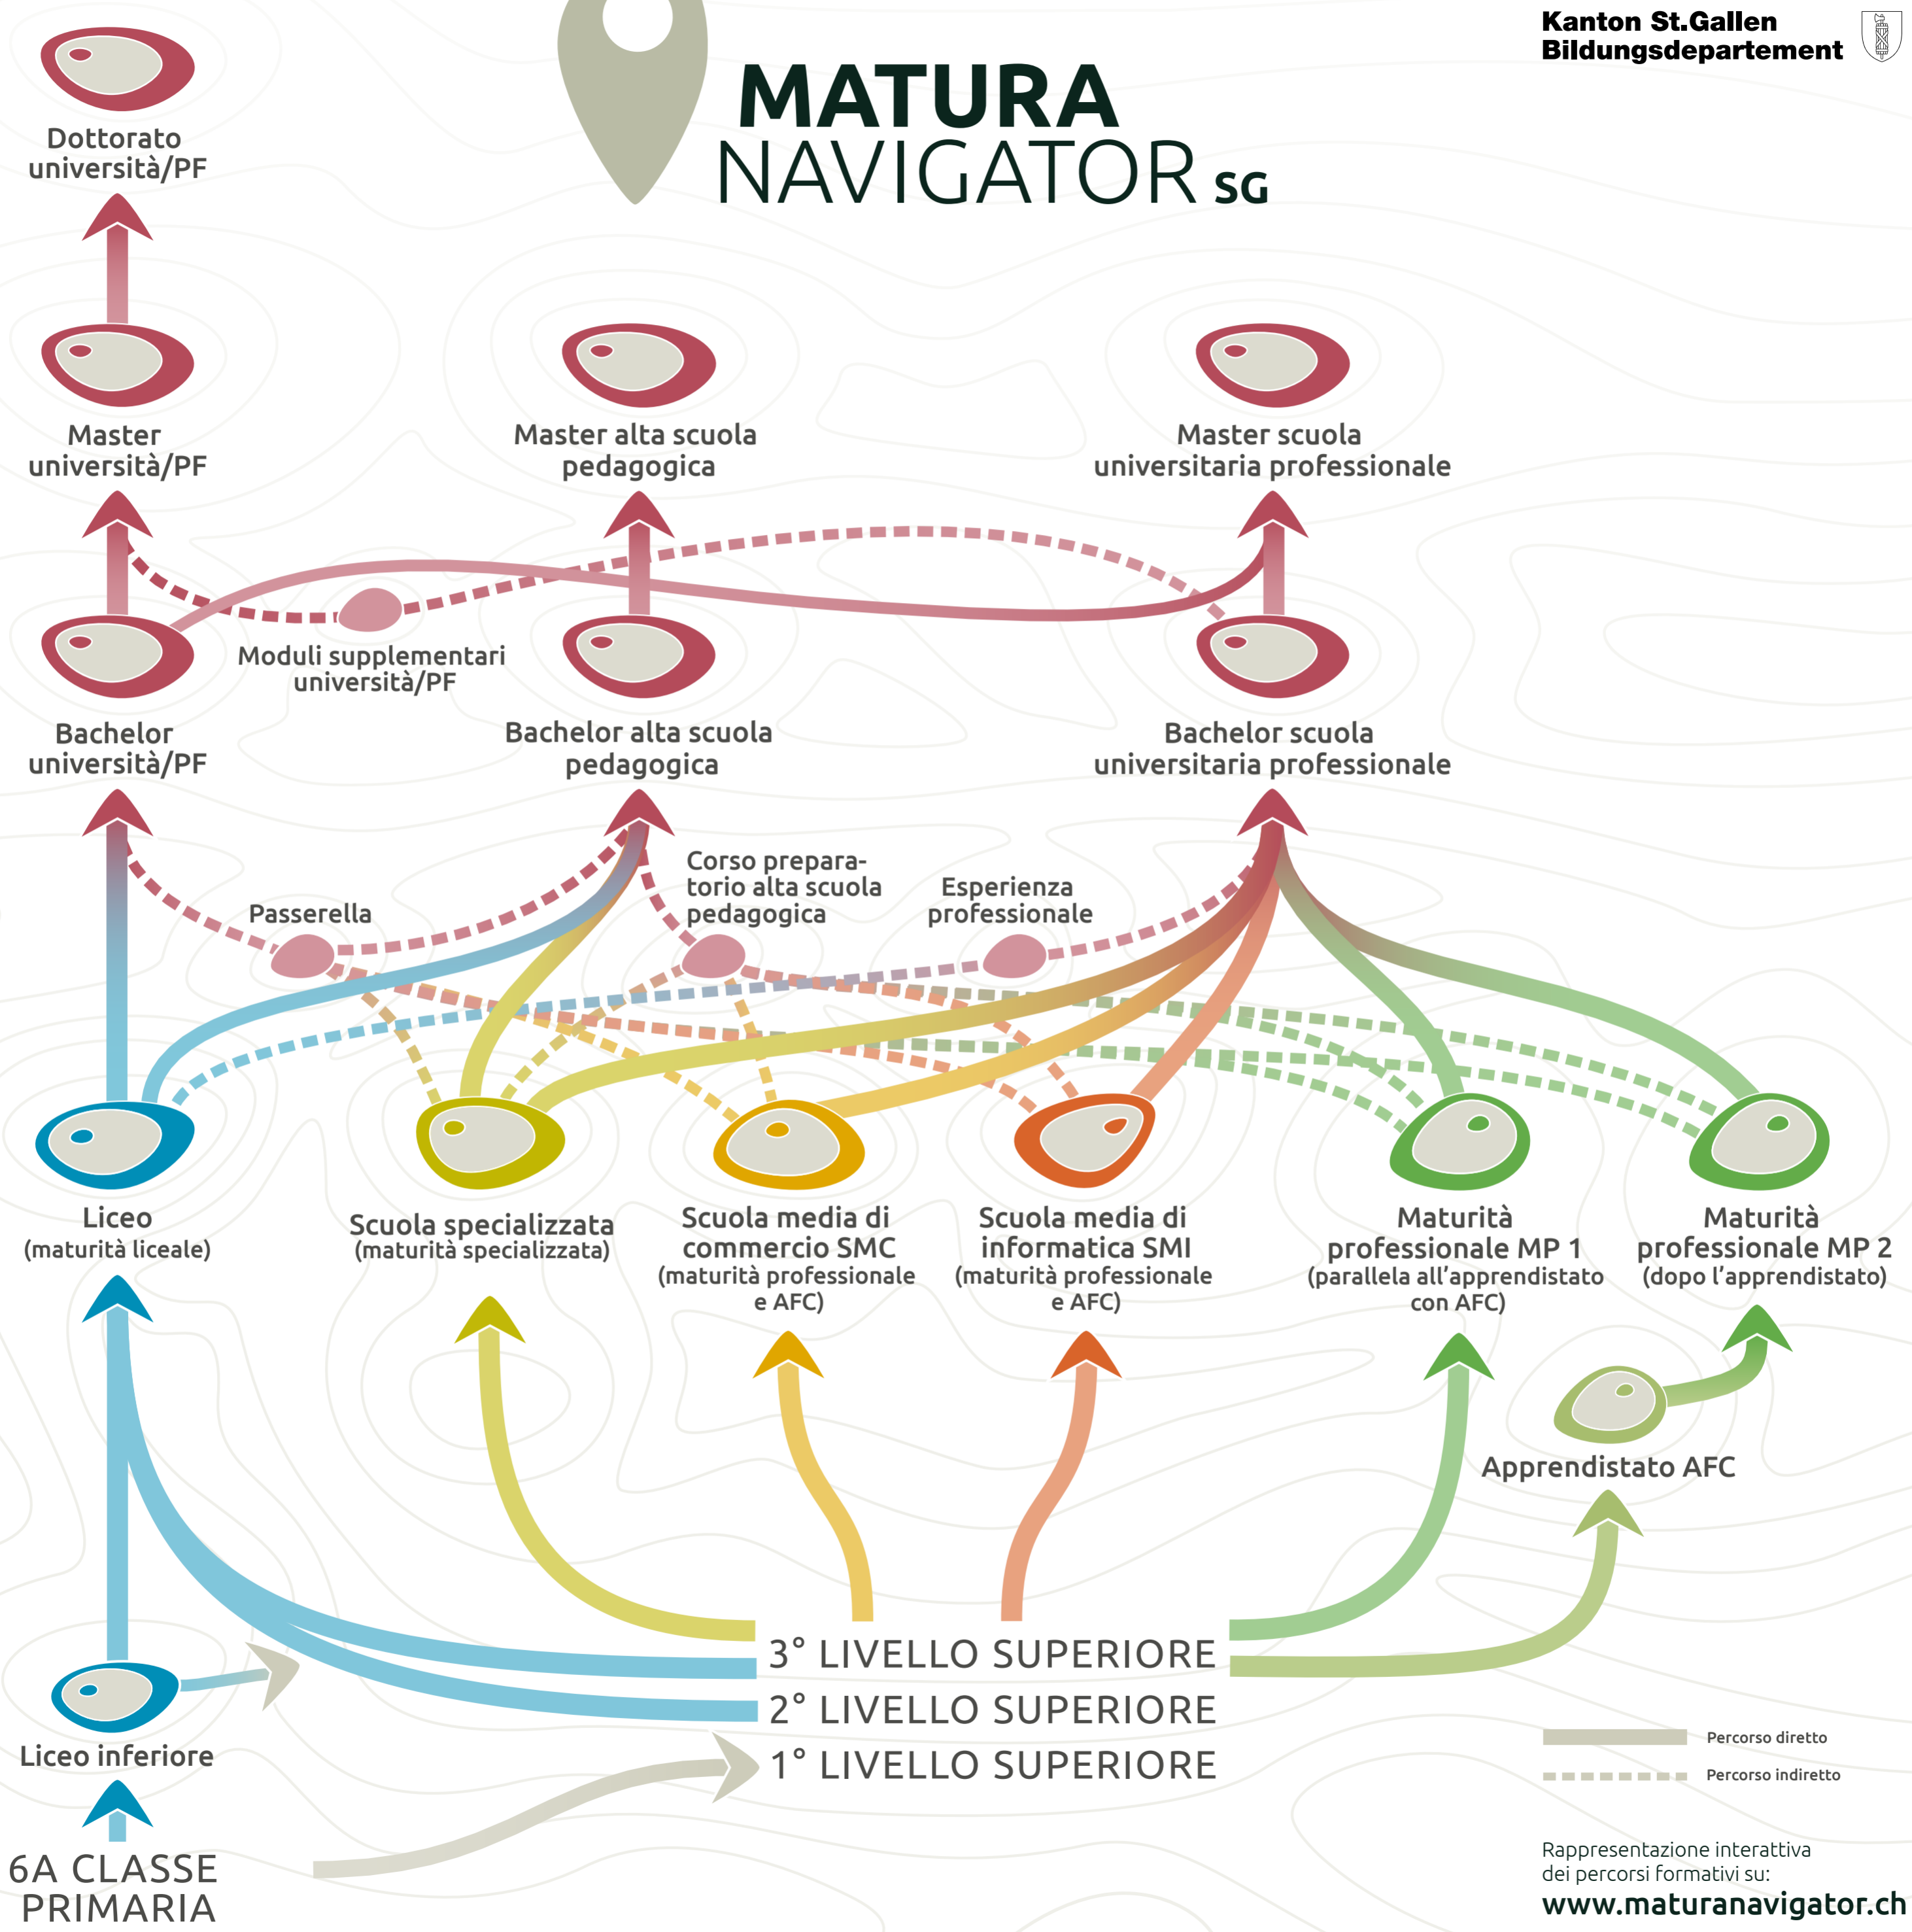 Kanton St.Gallen
Bildungsdepartement
MATURA
NAVIGATOR SG
Dottorato
università/PF
Master
università/PF
Master alta scuola
pedagogica
Master scuola
universitaria professionale
Moduli supplementari
università/PF
Bachelor
università/PF
Bachelor alta scuola
pedagogica
Bachelor scuola
universitaria professionale
Passerella
Corso prepara-
torio alta scuola
pedagogica
Esperienza
professionale
Liceo
(maturità liceale)
Scuola specializzata
(maturità specializzata)
Scuola media di
commercio SMC
(maturità professionale
e AFC)
Scuola media di
informatica SMI
(maturità professionale
e AFC)
Maturità
professionale MP 1
(parallela all’apprendistato
con AFC)
Maturità
professionale MP 2
(dopo l’apprendistato)
Apprendistato AFC
3° LIVELLO SUPERIORE
2° LIVELLO SUPERIORE
1° LIVELLO SUPERIORE
Liceo inferiore
6A CLASSE
PRIMARIA
Percorso diretto
Percorso indiretto
Rappresentazione interattiva
dei percorsi formativi su:
www.maturanavigator.ch